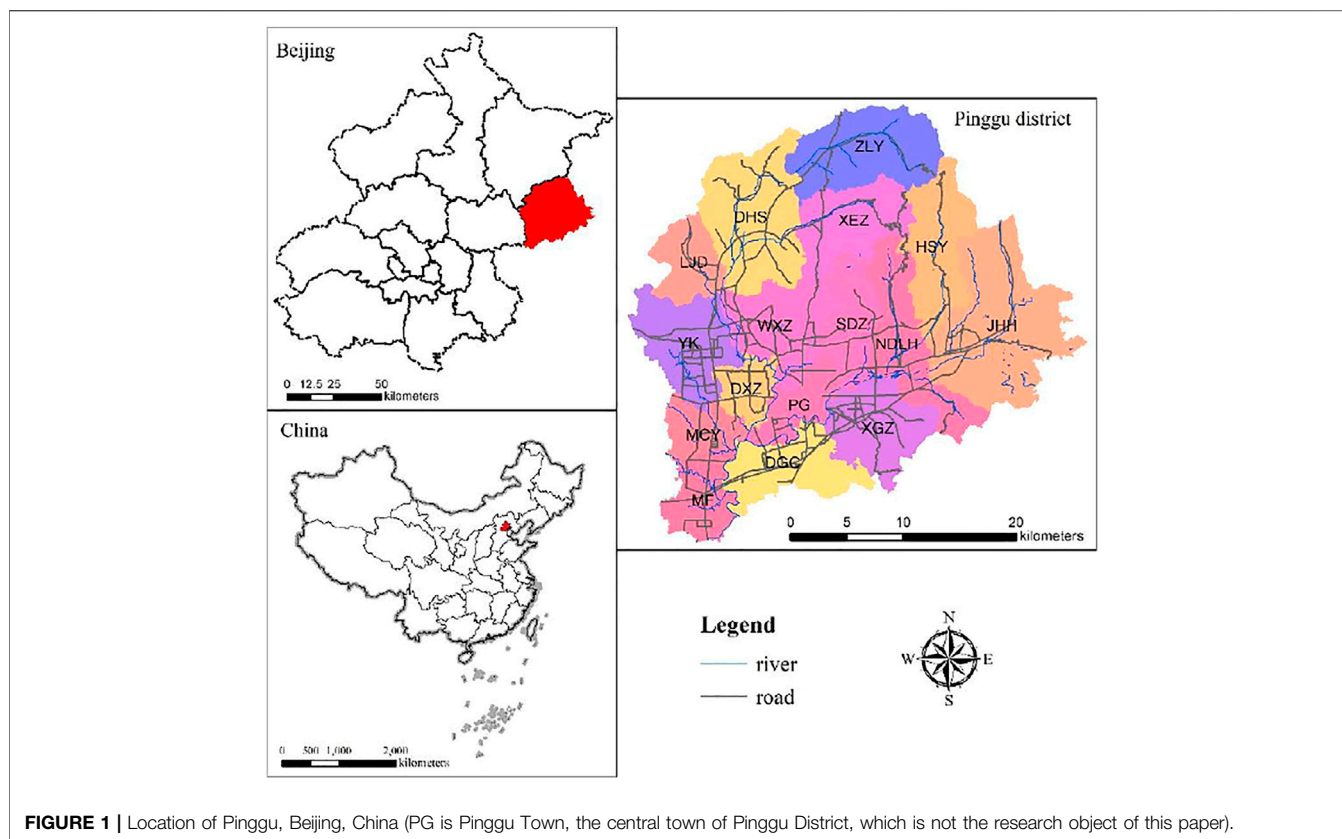 Beijing
0 12.5 25 50
kilometers
China
0 500 1,000 2,000
kilometers
Pinggu district
ZLY
DHS
XEZ
HSY
LJD
JHH
WXZ
SDZ
NDLH
YK
DXZ
PG
XGZ
MCY
DGC
MF
0 5 10 20
kilometers
Legend
river
road
N
W E
S
FIGURE 1 | Location of Pinggu, Beijing, China (PG is Pinggu Town, the central town of Pinggu District, which is not the research object of this paper).